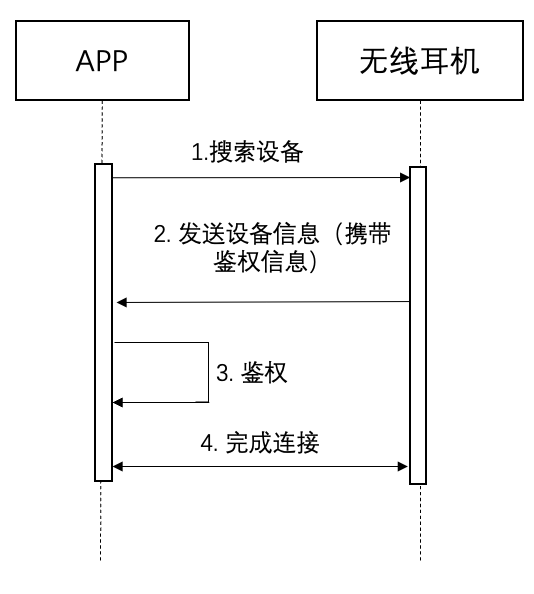 APP
无线耳机
1.搜索设备
2. 发送设备信息（携带
鉴权信息）
3. 鉴权
4. 完成连接